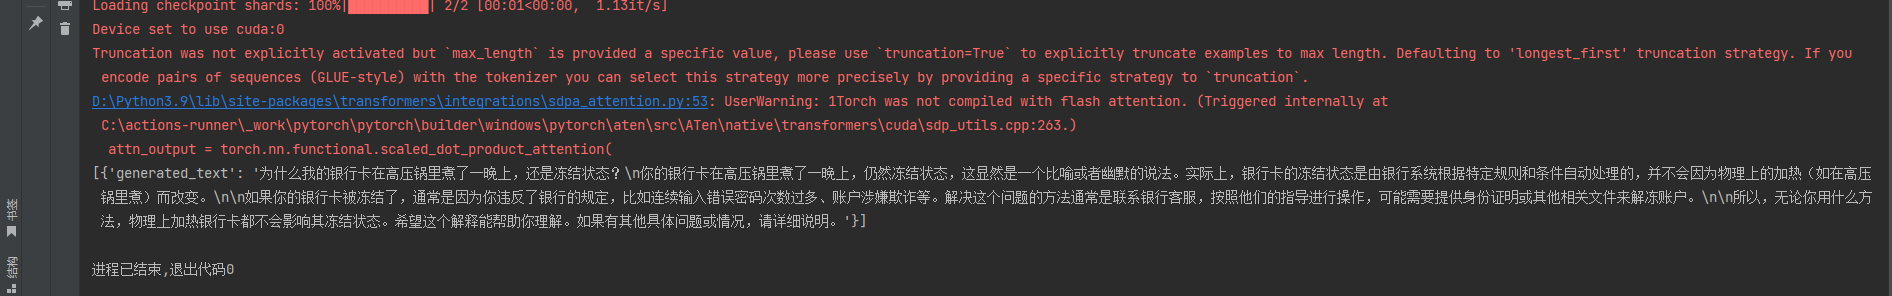 Loading checkpoint shards: 100%|██████████| 2/2 [00:01<00:00,  1.13it/s]
Device set to use cuda:0
Truncation was not explicitly activated but `max_length` is provided a specific value, please use `truncation=True` to explicitly truncate examples to max length. Defaulting to 'longest_first' truncation strategy. If you
encode pairs of sequences (GLUE-style) with the tokenizer you can select this strategy more precisely by providing a specific strategy to `truncation`.
D:\Python3.9\lib\site-packages\transformers\integrations\sdpa_attention.py:53: UserWarning: 1Torch was not compiled with flash attention. (Triggered internally at
C:\actions-runner\_work\pytorch\pytorch\builder\windows\pytorch\aten\src\ATen\native\transformers\cuda\sdp_utils.cpp:263.)
attn_output = torch.nn.functional.scaled_dot_product_attention(
[{'generated_text': '为什么我的银行卡在高压锅里煮了一晚上，还是冻结状态？\n你的银行卡在高压锅里煮了一晚上，仍然冻结状态，这显然是一个比喻或者幽默的说法。实际上，银行卡的冻结状态是由银行系统根据特定规则和条件自动处理的，并不会因为物理上的加热（如在高压
锅里煮）而改变。\n\n如果你的银行卡被冻结了，通常是因为你违反了银行的规定，比如连续输入错误密码次数过多、账户涉嫌欺诈等。解决这个问题的方法通常是联系银行客服，按照他们的指导进行操作，可能需要提供身份证明或其他相关文件来解冻账户。\n\n所以，无论你用什么方
法，物理上加热银行卡都不会影响其冻结状态。希望这个解释能帮助你理解。如果有其他具体问题或情况，请详细说明。'}]
进程已结束,退出代码0
书签
结构